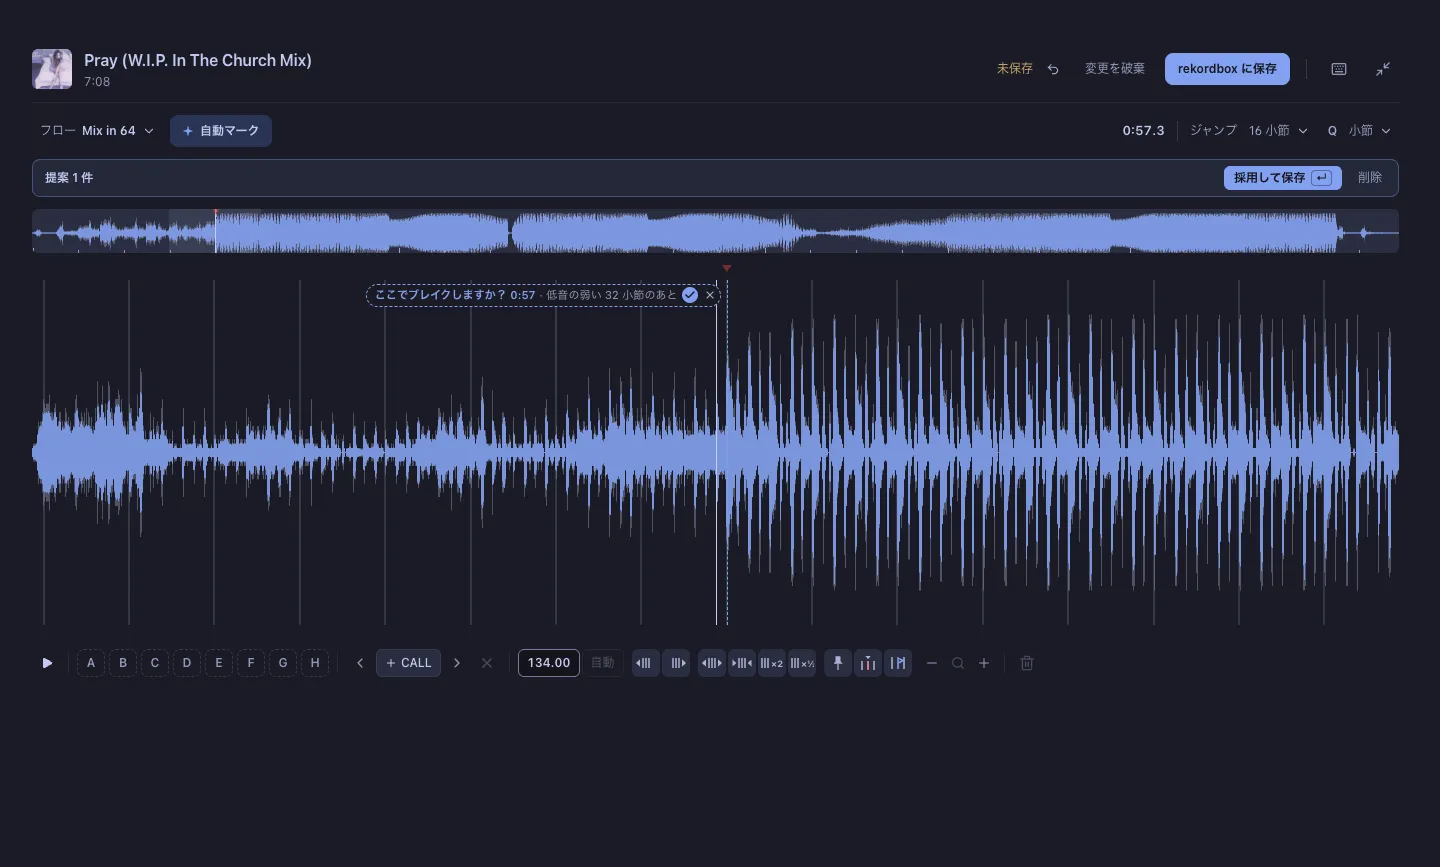 Pray (W.I.P. In The Church Mix)
7:08
未保存 変更を破棄 rekordbox に保存
フロー Mix in 64 自動マーク 0:57.3 ジャンプ 16 小節 Q 小節
提案 1 件 採用して保存 削除
ここでブレイクしますか? 0:57 · 低音の弱い 32 小節のあと
A B C D E F G H + CALL 134.00 自動 ×2 ×½